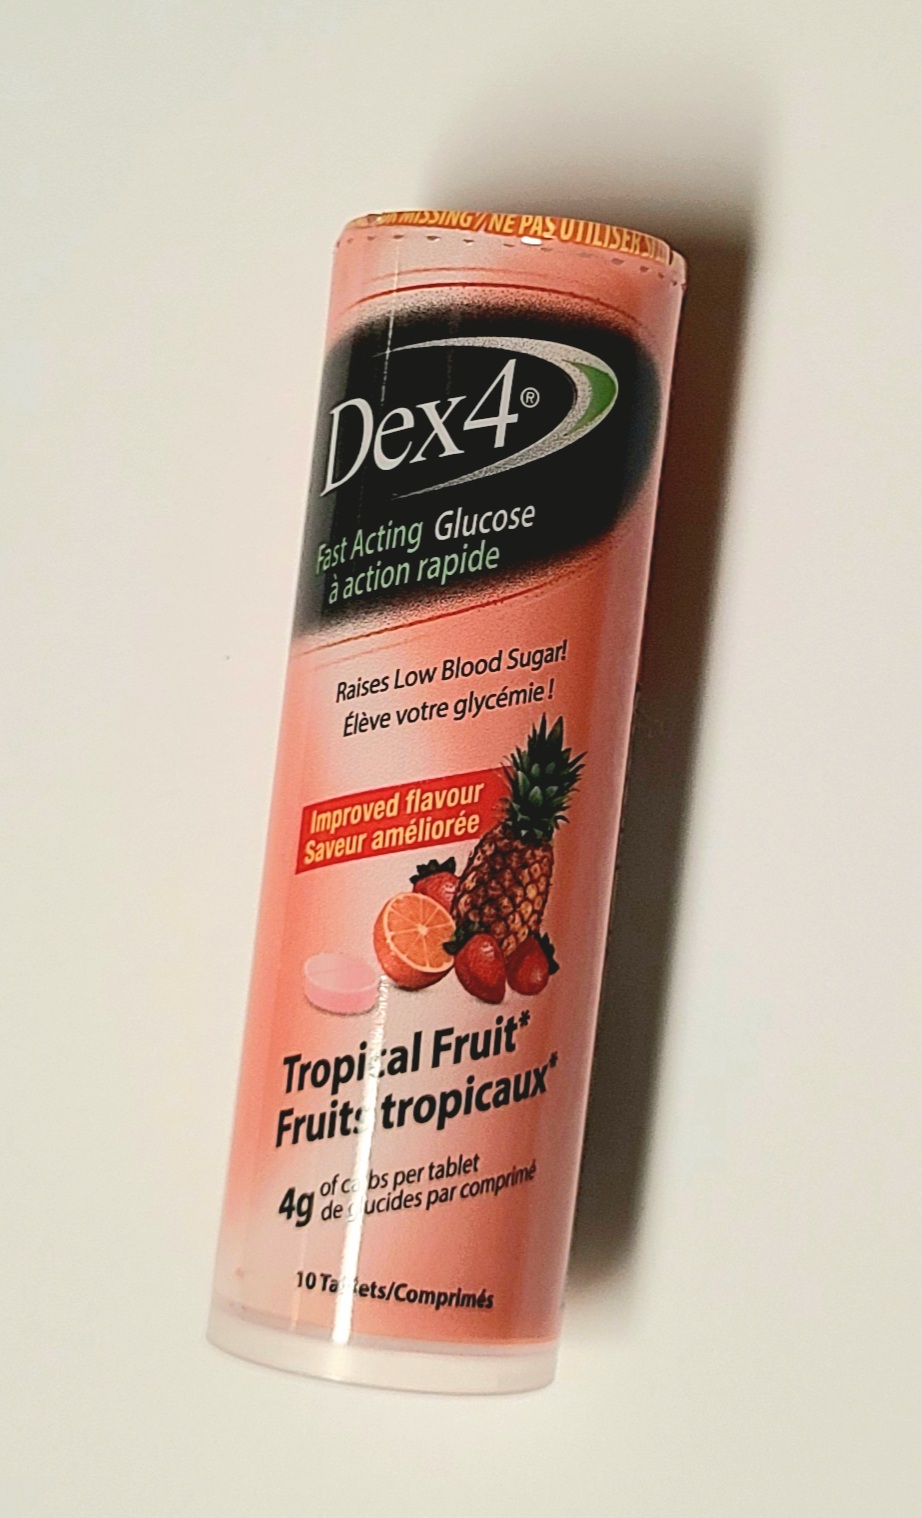 MISSING / NE PAS UTILISER
Dex4®
Fast Acting Glucose
à action rapide
Raises Low Blood Sugar!
Élève votre glycémie !
Improved flavour
Saveur améliorée
Tropical Fruit*
Fruits tropicaux*
4g of carbs per tablet
de glucides par comprimé
10 Tablets/Comprimés